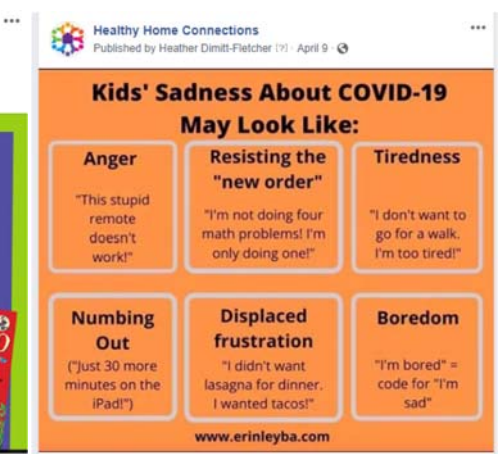 Healthy Home Connections
Published by Heather Dimitt-Fletcher [?] · April 9 ·
Kids' Sadness About COVID-19
May Look Like:
Anger
"This stupid
remote
doesn't
work!"
Resisting the
"new order"
"I'm not doing four
math problems! I'm
only doing one!"
Tiredness
"I don't want to
go for a walk.
I'm too tired!"
Numbing
Out
("Just 30 more
minutes on the
iPad!")
Displaced
frustration
"I didn't want
lasagna for dinner.
I wanted tacos!"
Boredom
"I'm bored" =
code for "I'm
sad"
www.erinleyba.com